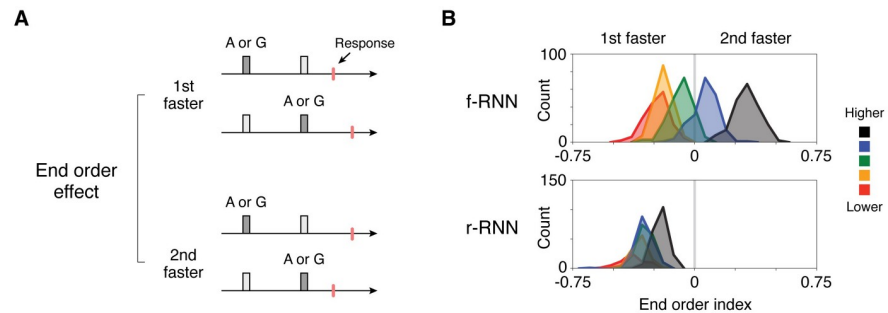 A
A or G
Response
1st
faster
A or G
End order
effect
A or G
2nd
faster
A or G
B
1st faster
2nd faster
f-RNN
Count
100
0
-0.75
0
0.75
r-RNN
Count
150
0
-0.75
0
0.75
End order index
Higher
Lower